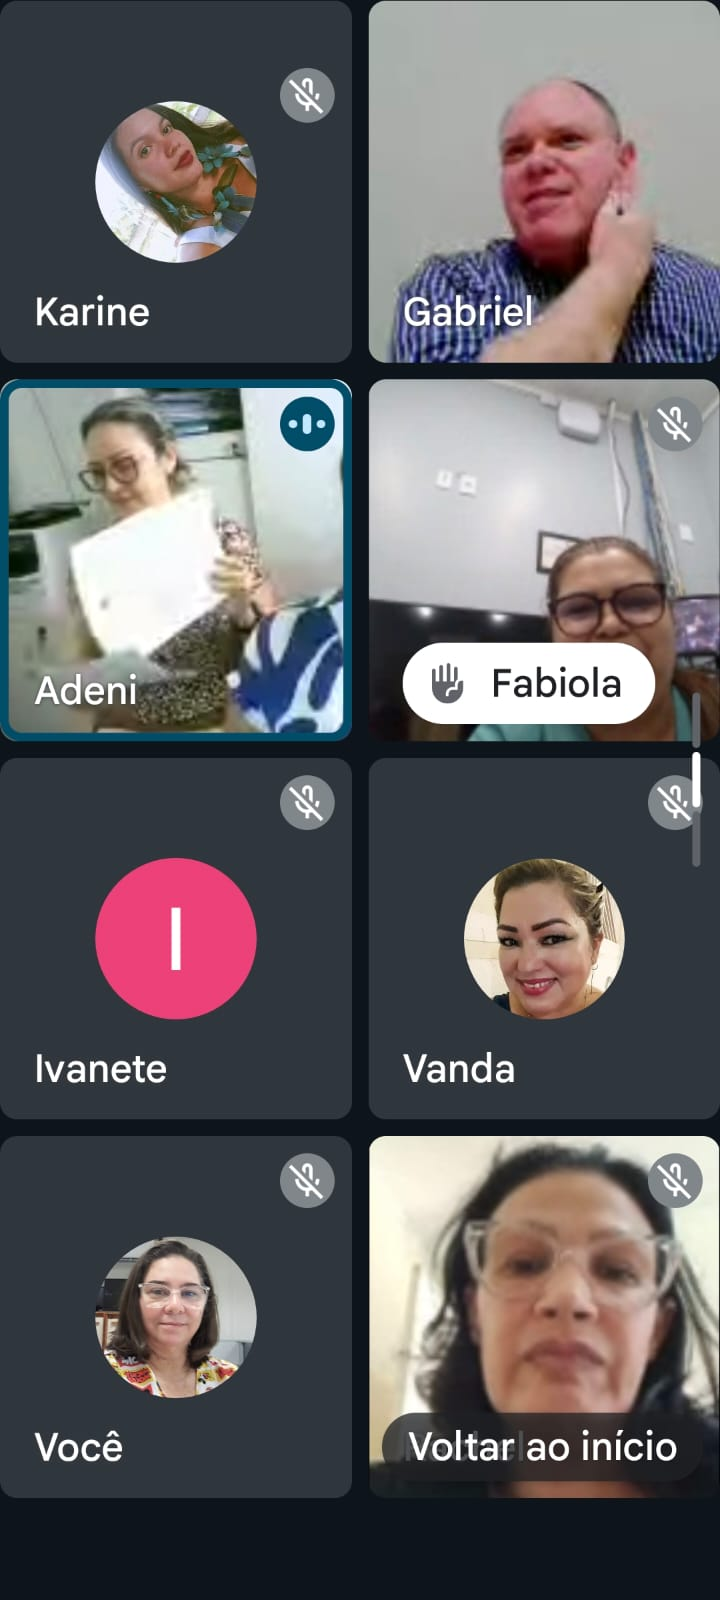 Karine
Gabriel
Adeni
Fabiola
I
Ivanete
Vanda
Você
Voltar ao início